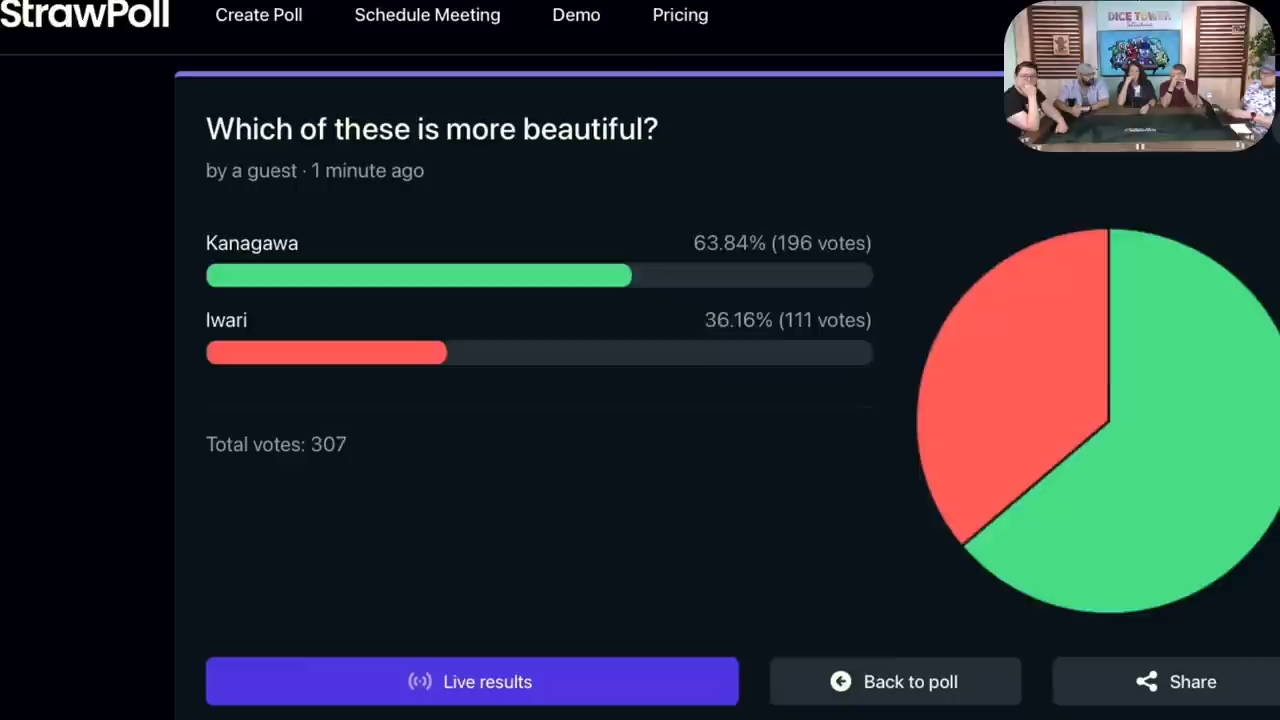 StrawPoll
Create Poll
Schedule Meeting
Demo
Pricing
DICE TOWER
Which of these is more beautiful?
by a guest · 1 minute ago
Kanagawa
63.84% (196 votes)
Iwari
36.16% (111 votes)
Total votes: 307
Live results
Back to poll
Share